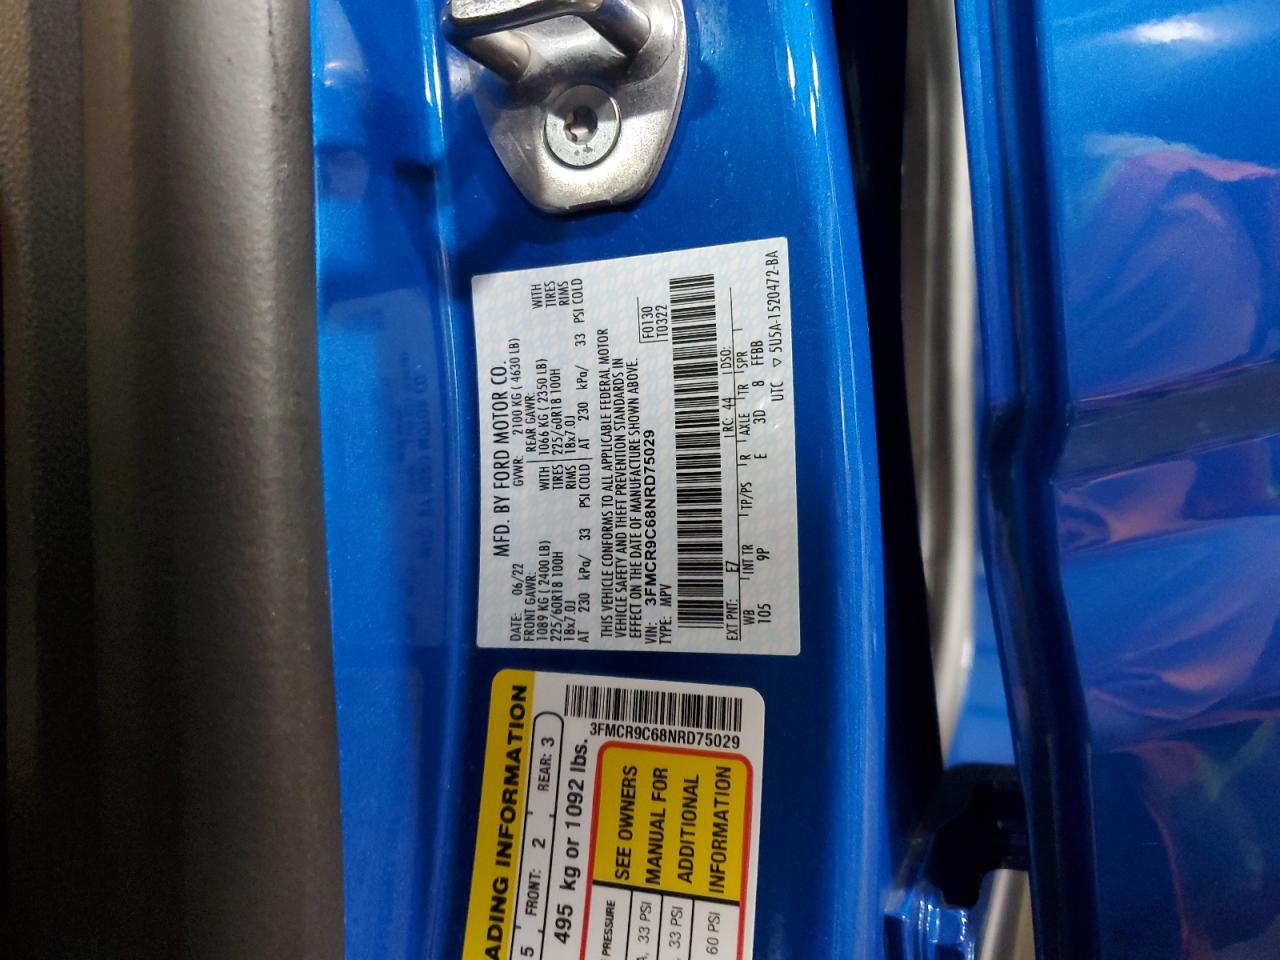 MFD. BY FORD MOTOR CO.
DATE: 06/22 GVWR: 2100 KG ( 4630 LB)
FRONT GAWR: REAR GAWR:
1089 KG ( 2400 LB) WITH 1066 KG ( 2350 LB) WITH
225/60R18 100H TIRES 225/60R18 100H TIRES
18x7.0J RIMS 18x7.0J RIMS
AT 230 kPa/ 33 PSI COLD AT 230 kPa/ 33 PSI COLD
THIS VEHICLE CONFORMS TO ALL APPLICABLE FEDERAL MOTOR
VEHICLE SAFETY AND THEFT PREVENTION STANDARDS IN
EFFECT ON THE DATE OF MANUFACTURE SHOWN ABOVE.
VIN: 3FMCR9C68NRD75029
TYPE: MPV
F0130
T0322
EXT PNT: E7 RC: 44 DSO:
WB INT TR TP/PS R AXLE TR SPR
105 9P E 3D 8 FFBB
UTC ▽ 5U5A-1520472-BA
ADING INFORMATION
5 , FRONT: 2 , REAR: 3
495 kg or 1092 lbs.
3FMCR9C68NRD75029
PRESSURE
, 33 PSI
, 33 PSI
60 PSI
SEE OWNERS
MANUAL FOR
ADDITIONAL
INFORMATION